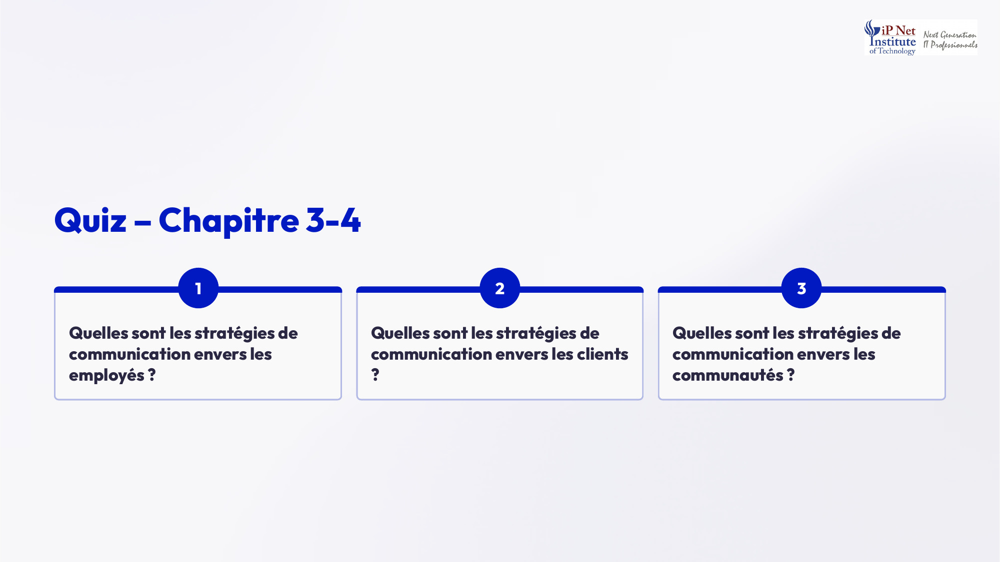 iP Net
Institute
of Technology
Next Generation
IT Professionnels
Quiz – Chapitre 3-4
1
Quelles sont les stratégies de
communication envers les
employés ?
2
Quelles sont les stratégies de
communication envers les clients
?
3
Quelles sont les stratégies de
communication envers les
communautés ?